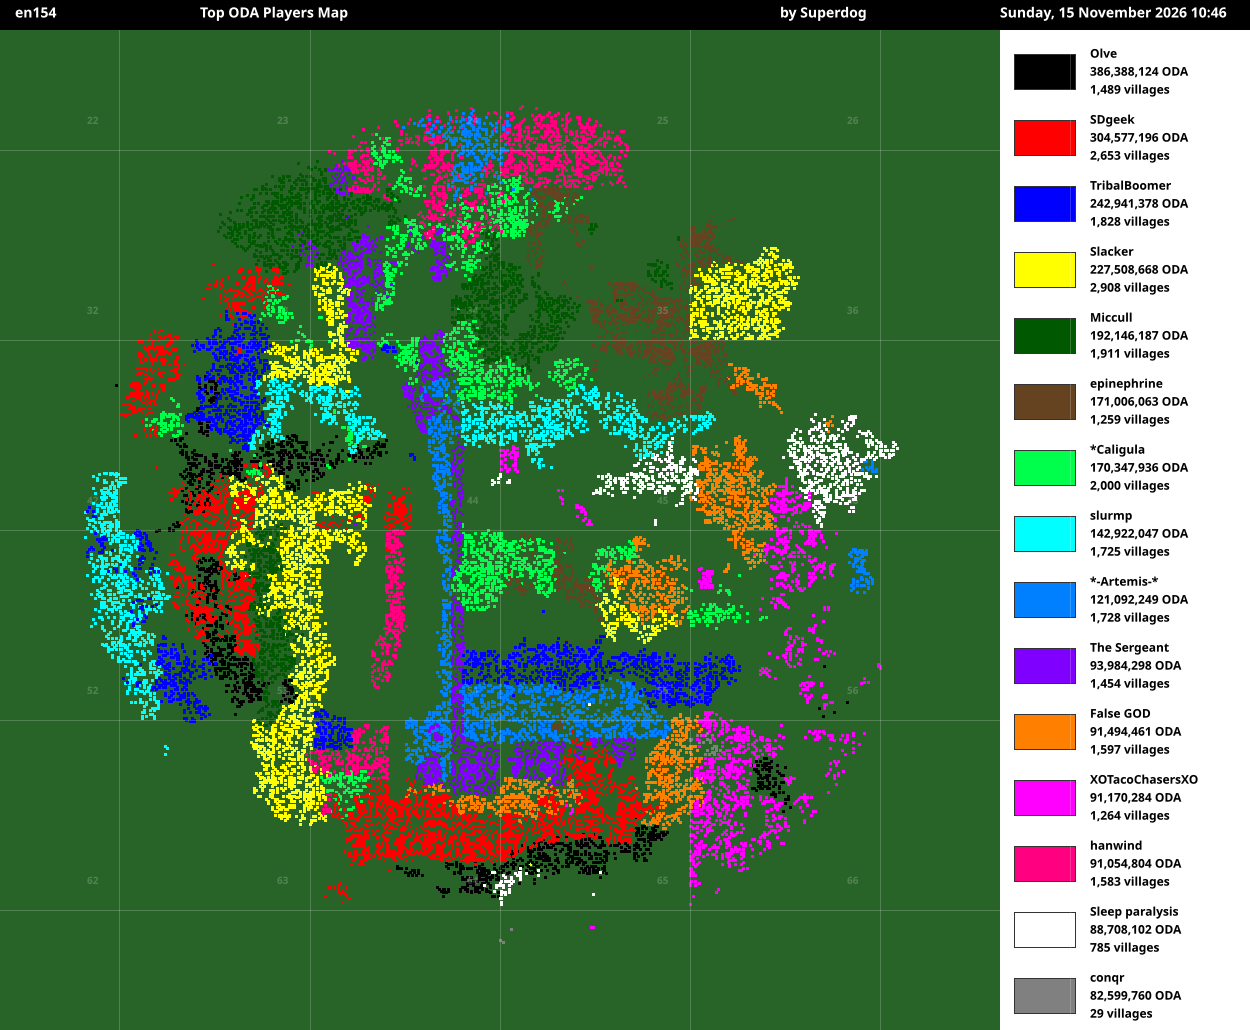 en154 Top ODA Players Map by Superdog Sunday, 15 November 2026 10:46
Olve
386,388,124 ODA
1,489 villages
SDgeek
304,577,196 ODA
2,653 villages
TribalBoomer
242,941,378 ODA
1,828 villages
Slacker
227,508,668 ODA
2,908 villages
Miccull
192,146,187 ODA
1,911 villages
epinephrine
171,006,063 ODA
1,259 villages
*Caligula
170,347,936 ODA
2,000 villages
slurmp
142,922,047 ODA
1,725 villages
*-Artemis-*
121,092,249 ODA
1,728 villages
The Sergeant
93,984,298 ODA
1,454 villages
False GOD
91,494,461 ODA
1,597 villages
XOTacoChasersXO
91,170,284 ODA
1,264 villages
hanwind
91,054,804 ODA
1,583 villages
Sleep paralysis
88,708,102 ODA
785 villages
conqr
82,599,760 ODA
29 villages
22 23 25 26
32 35 36
44 45
52 56
62 63 65 66